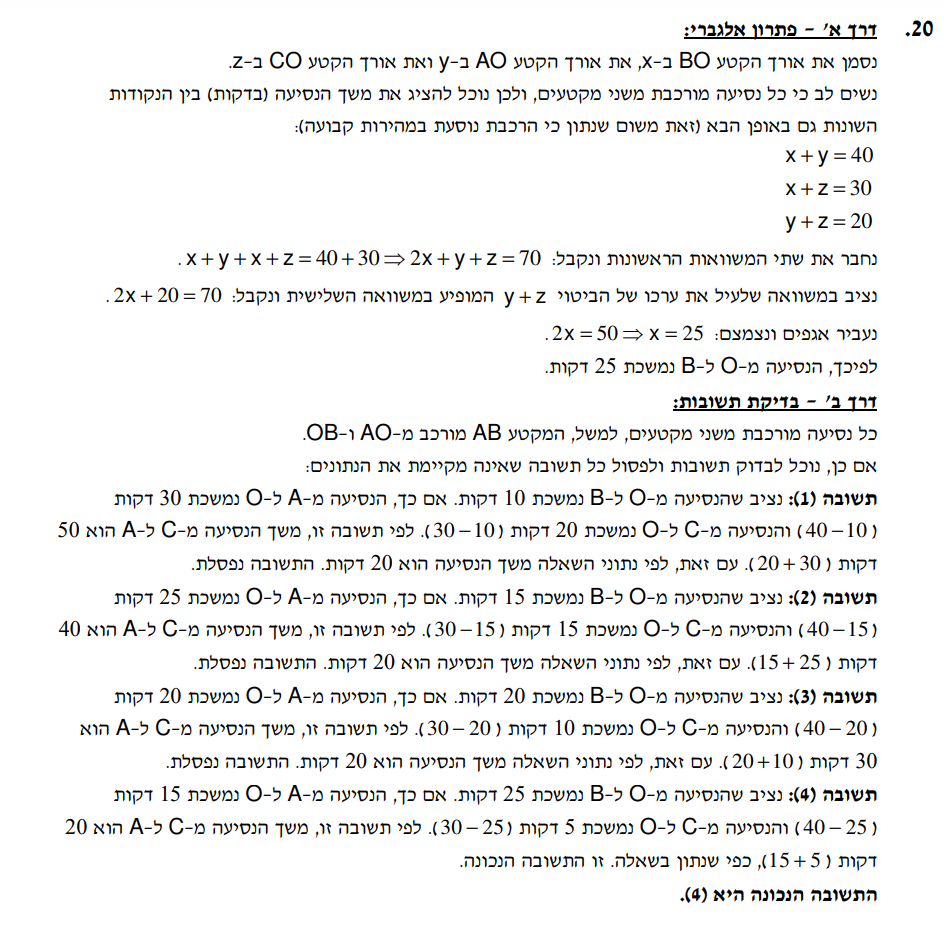 20. דרך א' – פתרון אלגברי:
נסמן את אורך הקטע BO ב-x, את אורך הקטע AO ב-y ואת אורך הקטע CO ב-z.
נשים לב כי כל נסיעה מורכבת משני מקטעים, ולכן נוכל להציג את משך הנסיעה (בדקות) בין הנקודות
השונות גם באופן הבא (זאת משום שנתון כי הרכבת נוסעת במהירות קבועה):
x + y = 40
x + z = 30
y + z = 20
נחבר את שתי המשוואות הראשונות ונקבל: x + y + x + z = 40 + 30 ⇒ 2x + y + z = 70 .
נציב במשוואה שלעיל את ערכו של הביטוי y + z המופיע במשוואה השלישית ונקבל: 2x + 20 = 70 .
נעביר אגפים ונצמצם: 2x = 50 ⇒ x = 25 .
לפיכך, הנסיעה מ-O ל-B נמשכת 25 דקות.
דרך ב' – בדיקת תשובות:
כל נסיעה מורכבת משני מקטעים, למשל, המקטע AB מורכב מ-AO ו-OB.
אם כן, נוכל לבדוק תשובות ולפסול כל תשובה שאינה מקיימת את הנתונים:
תשובה (1): נציב שהנסיעה מ-O ל-B נמשכת 10 דקות. אם כך, הנסיעה מ-A ל-O נמשכת 30 דקות
(40 – 10) והנסיעה מ-C ל-O נמשכת 20 דקות (30 – 10). לפי תשובה זו, משך הנסיעה מ-C ל-A הוא 50
דקות (20 + 30). עם זאת, לפי נתוני השאלה משך הנסיעה הוא 20 דקות. התשובה נפסלת.
תשובה (2): נציב שהנסיעה מ-O ל-B נמשכת 15 דקות. אם כך, הנסיעה מ-A ל-O נמשכת 25 דקות
(40 – 15) והנסיעה מ-C ל-O נמשכת 15 דקות (30 – 15). לפי תשובה זו, משך הנסיעה מ-C ל-A הוא 40
דקות (15 + 25). עם זאת, לפי נתוני השאלה משך הנסיעה הוא 20 דקות. התשובה נפסלת.
תשובה (3): נציב שהנסיעה מ-O ל-B נמשכת 20 דקות. אם כך, הנסיעה מ-A ל-O נמשכת 20 דקות
(40 – 20) והנסיעה מ-C ל-O נמשכת 10 דקות (30 – 20). לפי תשובה זו, משך הנסיעה מ-C ל-A הוא
30 דקות (20 + 10). עם זאת, לפי נתוני השאלה משך הנסיעה הוא 20 דקות. התשובה נפסלת.
תשובה (4): נציב שהנסיעה מ-O ל-B נמשכת 25 דקות. אם כך, הנסיעה מ-A ל-O נמשכת 15 דקות
(40 – 25) והנסיעה מ-C ל-O נמשכת 5 דקות (30 – 25). לפי תשובה זו, משך הנסיעה מ-C ל-A הוא 20
דקות (15 + 5), כפי שנתון בשאלה. זו התשובה הנכונה.
התשובה הנכונה היא (4).